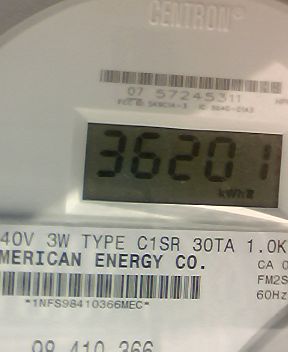 CENTRON®
07 57245311
36201
kWh
40V 3W TYPE C1SR 30TA 1.0K
MERICAN ENERGY CO.
CA 0
FM2S
60Hz
*1NFS98410366MEC*
98 410 366